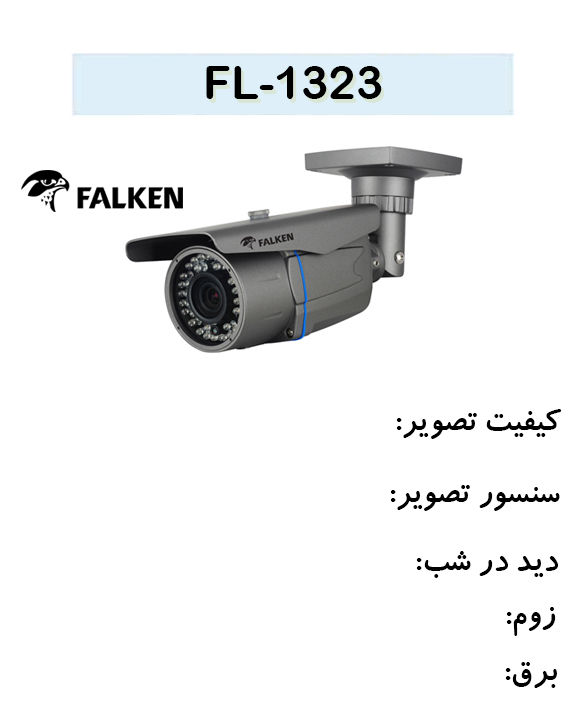 FL-1323
FALKEN
FALKEN
کیفیت تصویر:
سنسور تصویر:
دید در شب:
زوم:
برق: